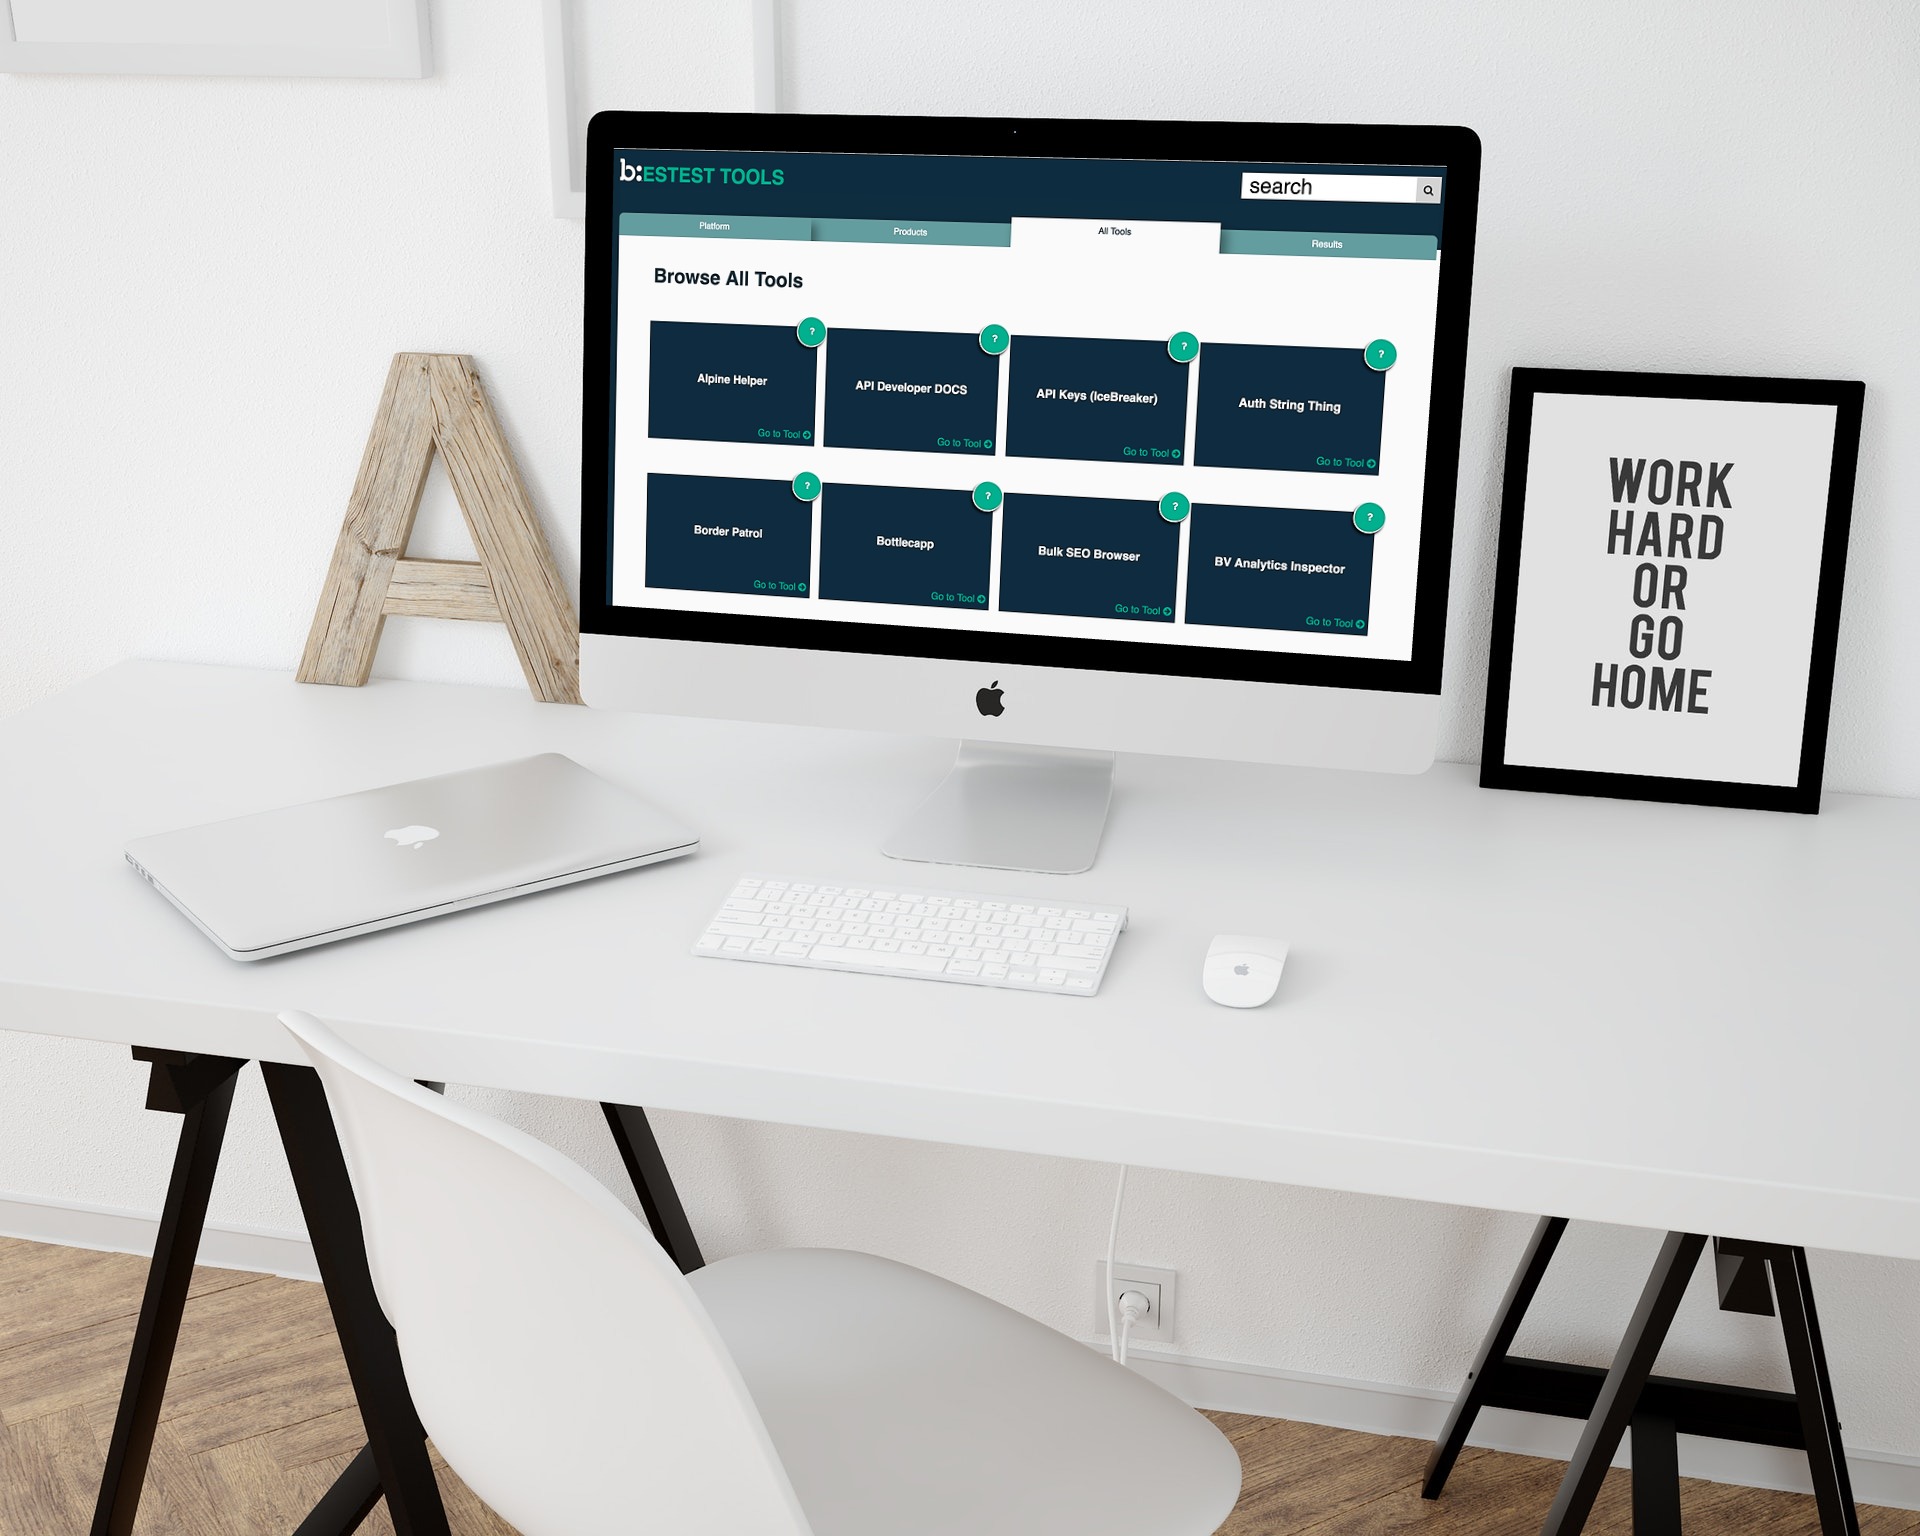 b:ESTEST TOOLS
search
Platform
Products
All Tools
Results
Browse All Tools
?
?
?
?
Alpine Helper
API Developer DOCS
API Keys (IceBreaker)
Auth String Thing
Go to Tool
Go to Tool
Go to Tool
Go to Tool
?
?
?
?
Border Patrol
Bottlecapp
Bulk SEO Browser
BV Analytics Inspector
Go to Tool
Go to Tool
Go to Tool
Go to Tool
A
WORK
HARD
OR
GO
HOME